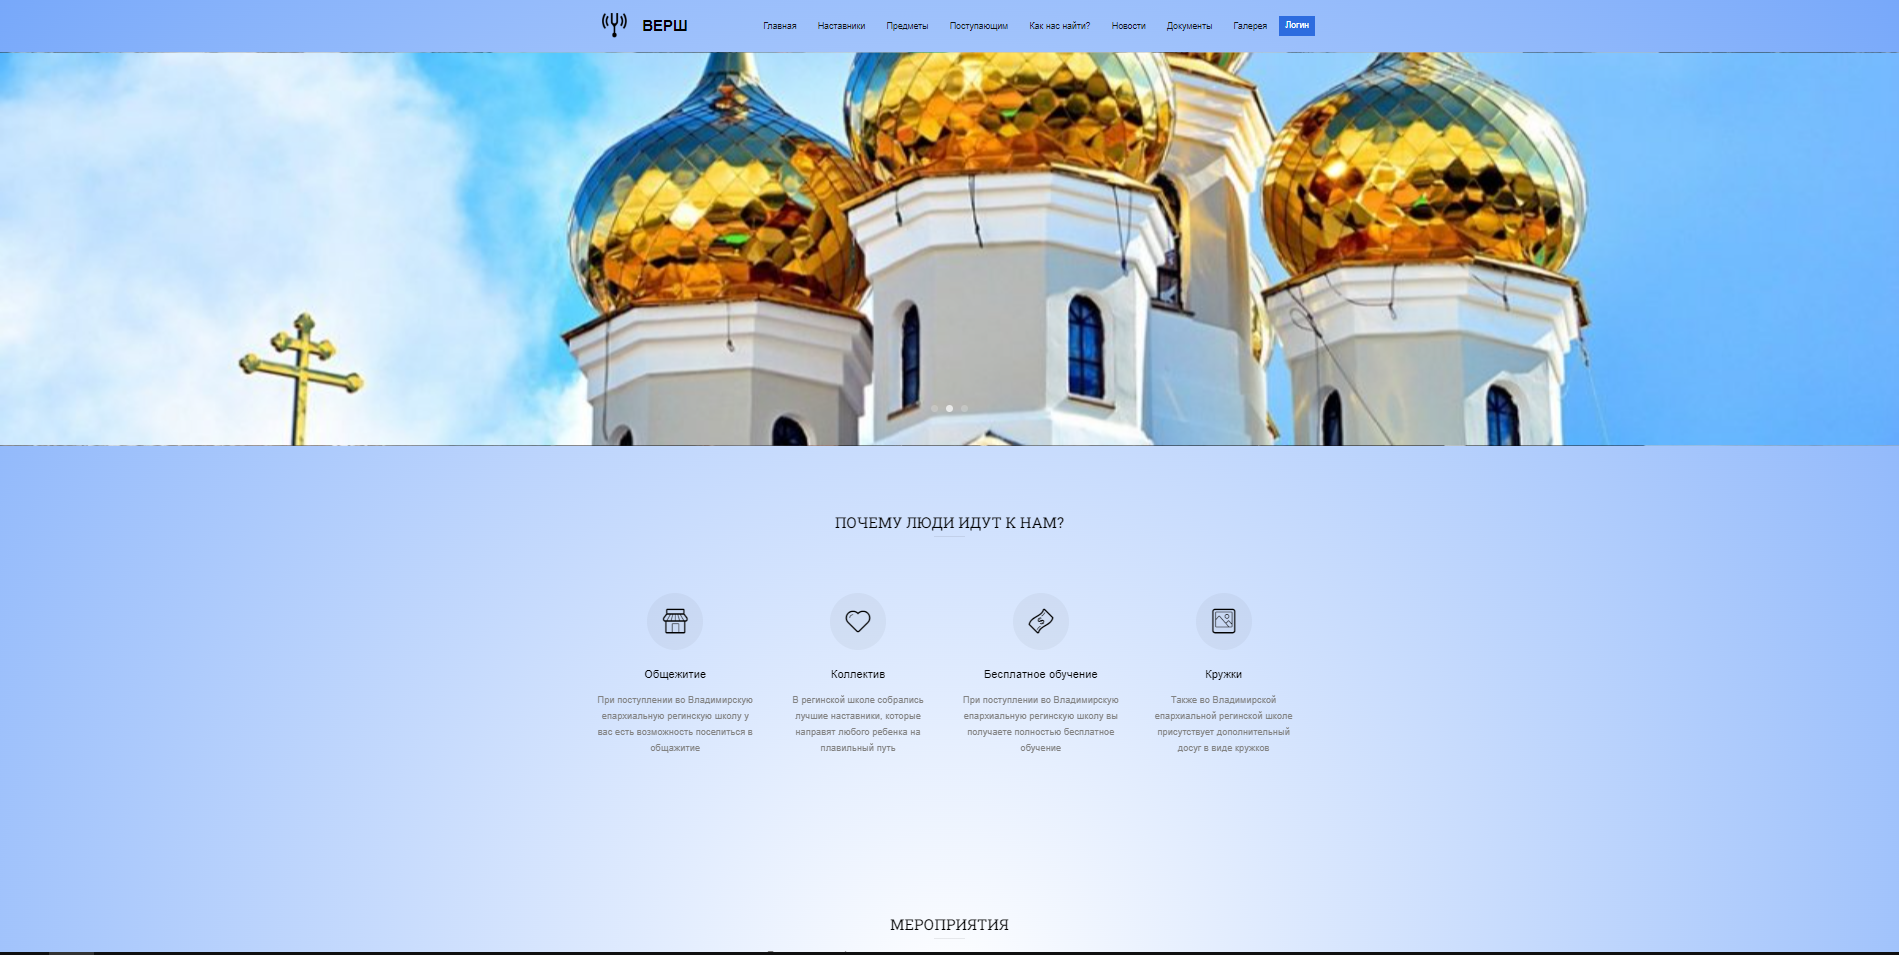 ВЕРШ
Главная Наставники Предметы Поступающим Как нас найти? Новости Документы Галерея Логин
ПОЧЕМУ ЛЮДИ ИДУТ К НАМ?
Общежитие
При поступлении во Владимирскую
епархиальную регинскую школу у
вас есть возможность поселиться в
общажитие
Коллектив
В регинской школе собрались
лучшие наставники, которые
направят любого ребенка на
плавильный путь
Бесплатное обучение
При поступлении во Владимирскую
епархиальную регинскую школу вы
получаете полностью бесплатное
обучение
Кружки
Также во Владимирской
епархиальной регинской школе
присутствует дополнительный
досуг в виде кружков
МЕРОПРИЯТИЯ